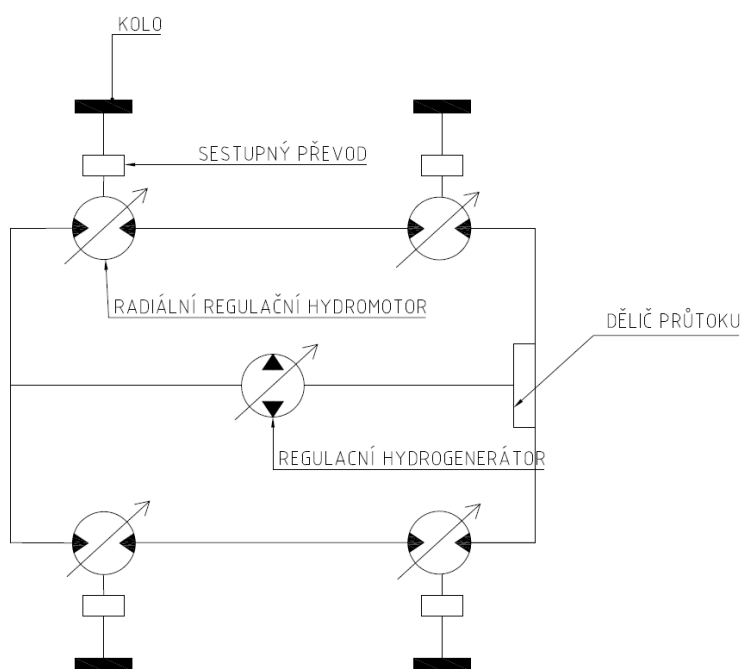 KOLO
SESTUPNÝ PŘEVOD
RADIÁLNÍ REGULAČNÍ HYDROMOTOR
DĚLIČ PRŮTOKU
REGULACNÍ HYDROGENERÁTOR